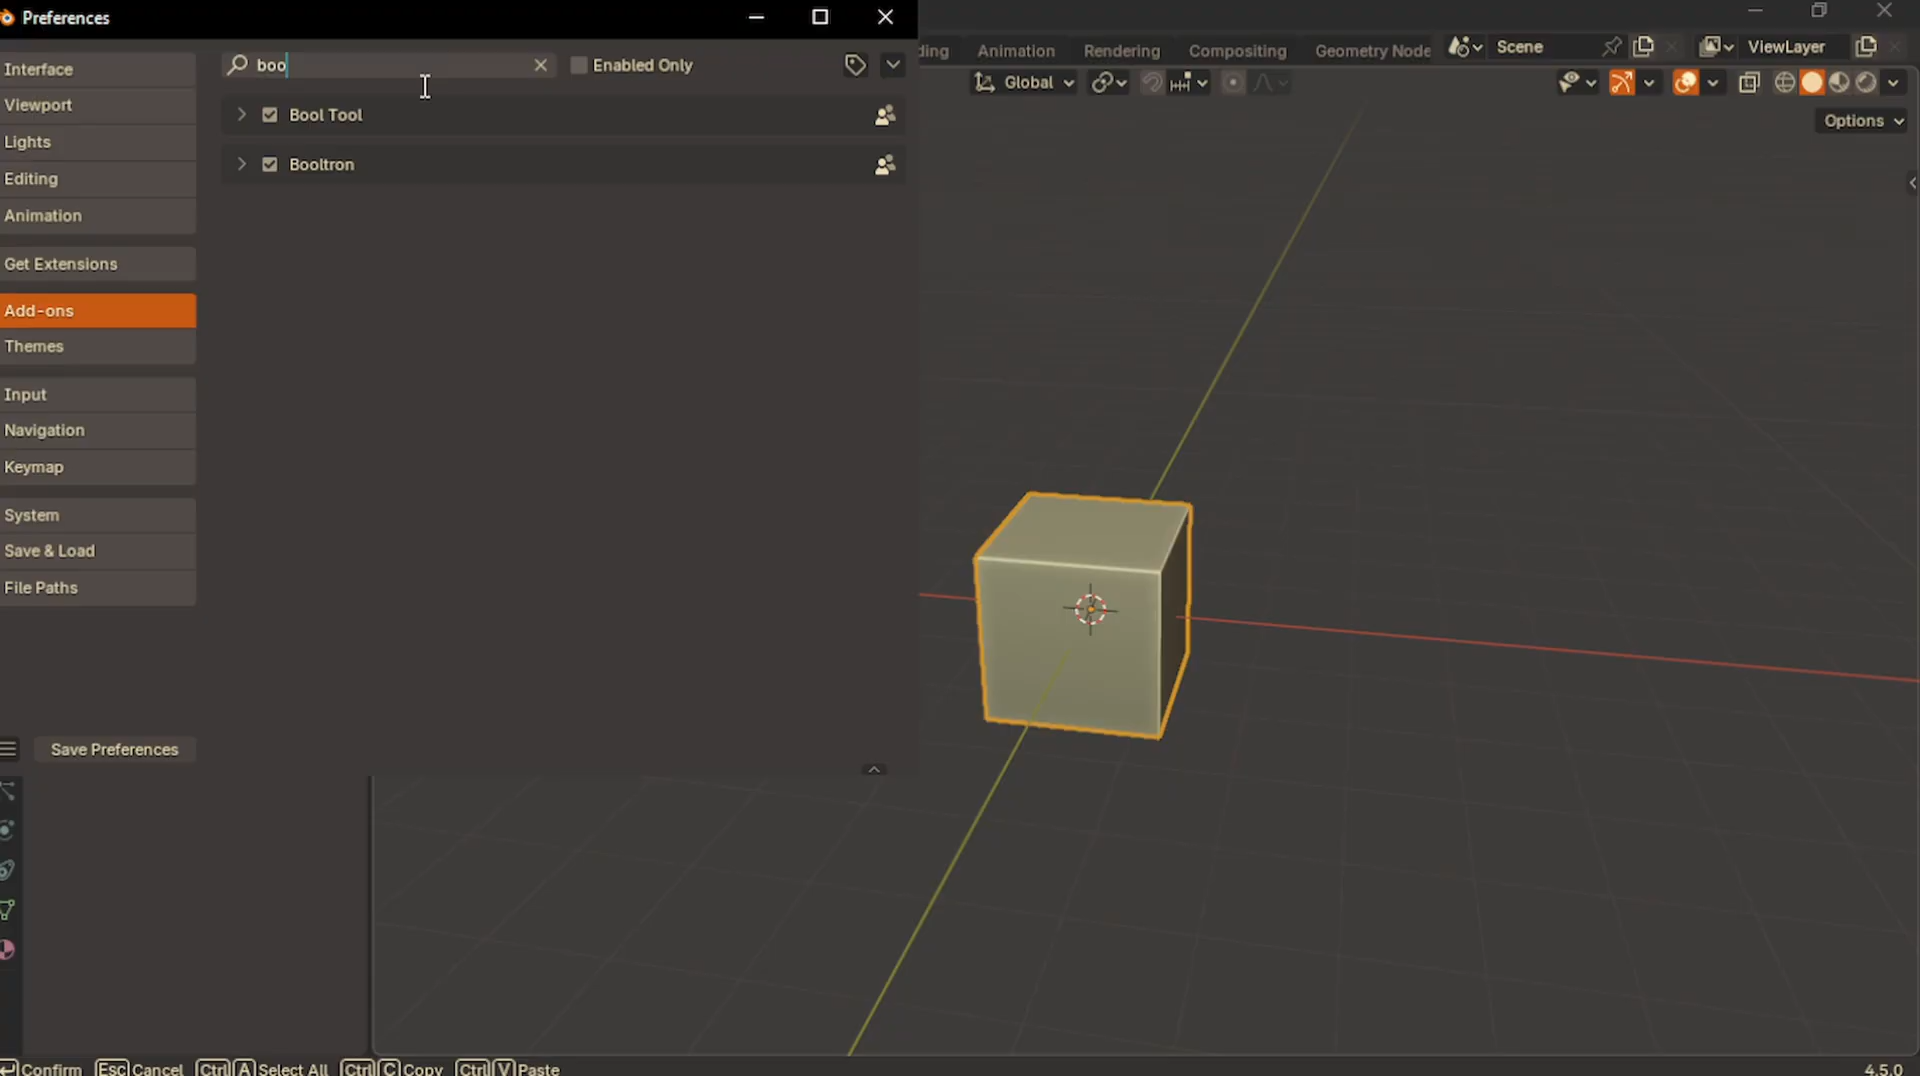 Preferences
Interface
Viewport
Lights
Editing
Animation
Get Extensions
Add-ons
Themes
Input
Navigation
Keymap
System
Save & Load
File Paths
Save Preferences
boo
Enabled Only
Bool Tool
Booltron
ding Animation Rendering Compositing Geometry Node
Scene
ViewLayer
Global
Options
Confirm Esc Cancel Ctrl A Select All Ctrl C Copy Ctrl V Paste
4.5.0